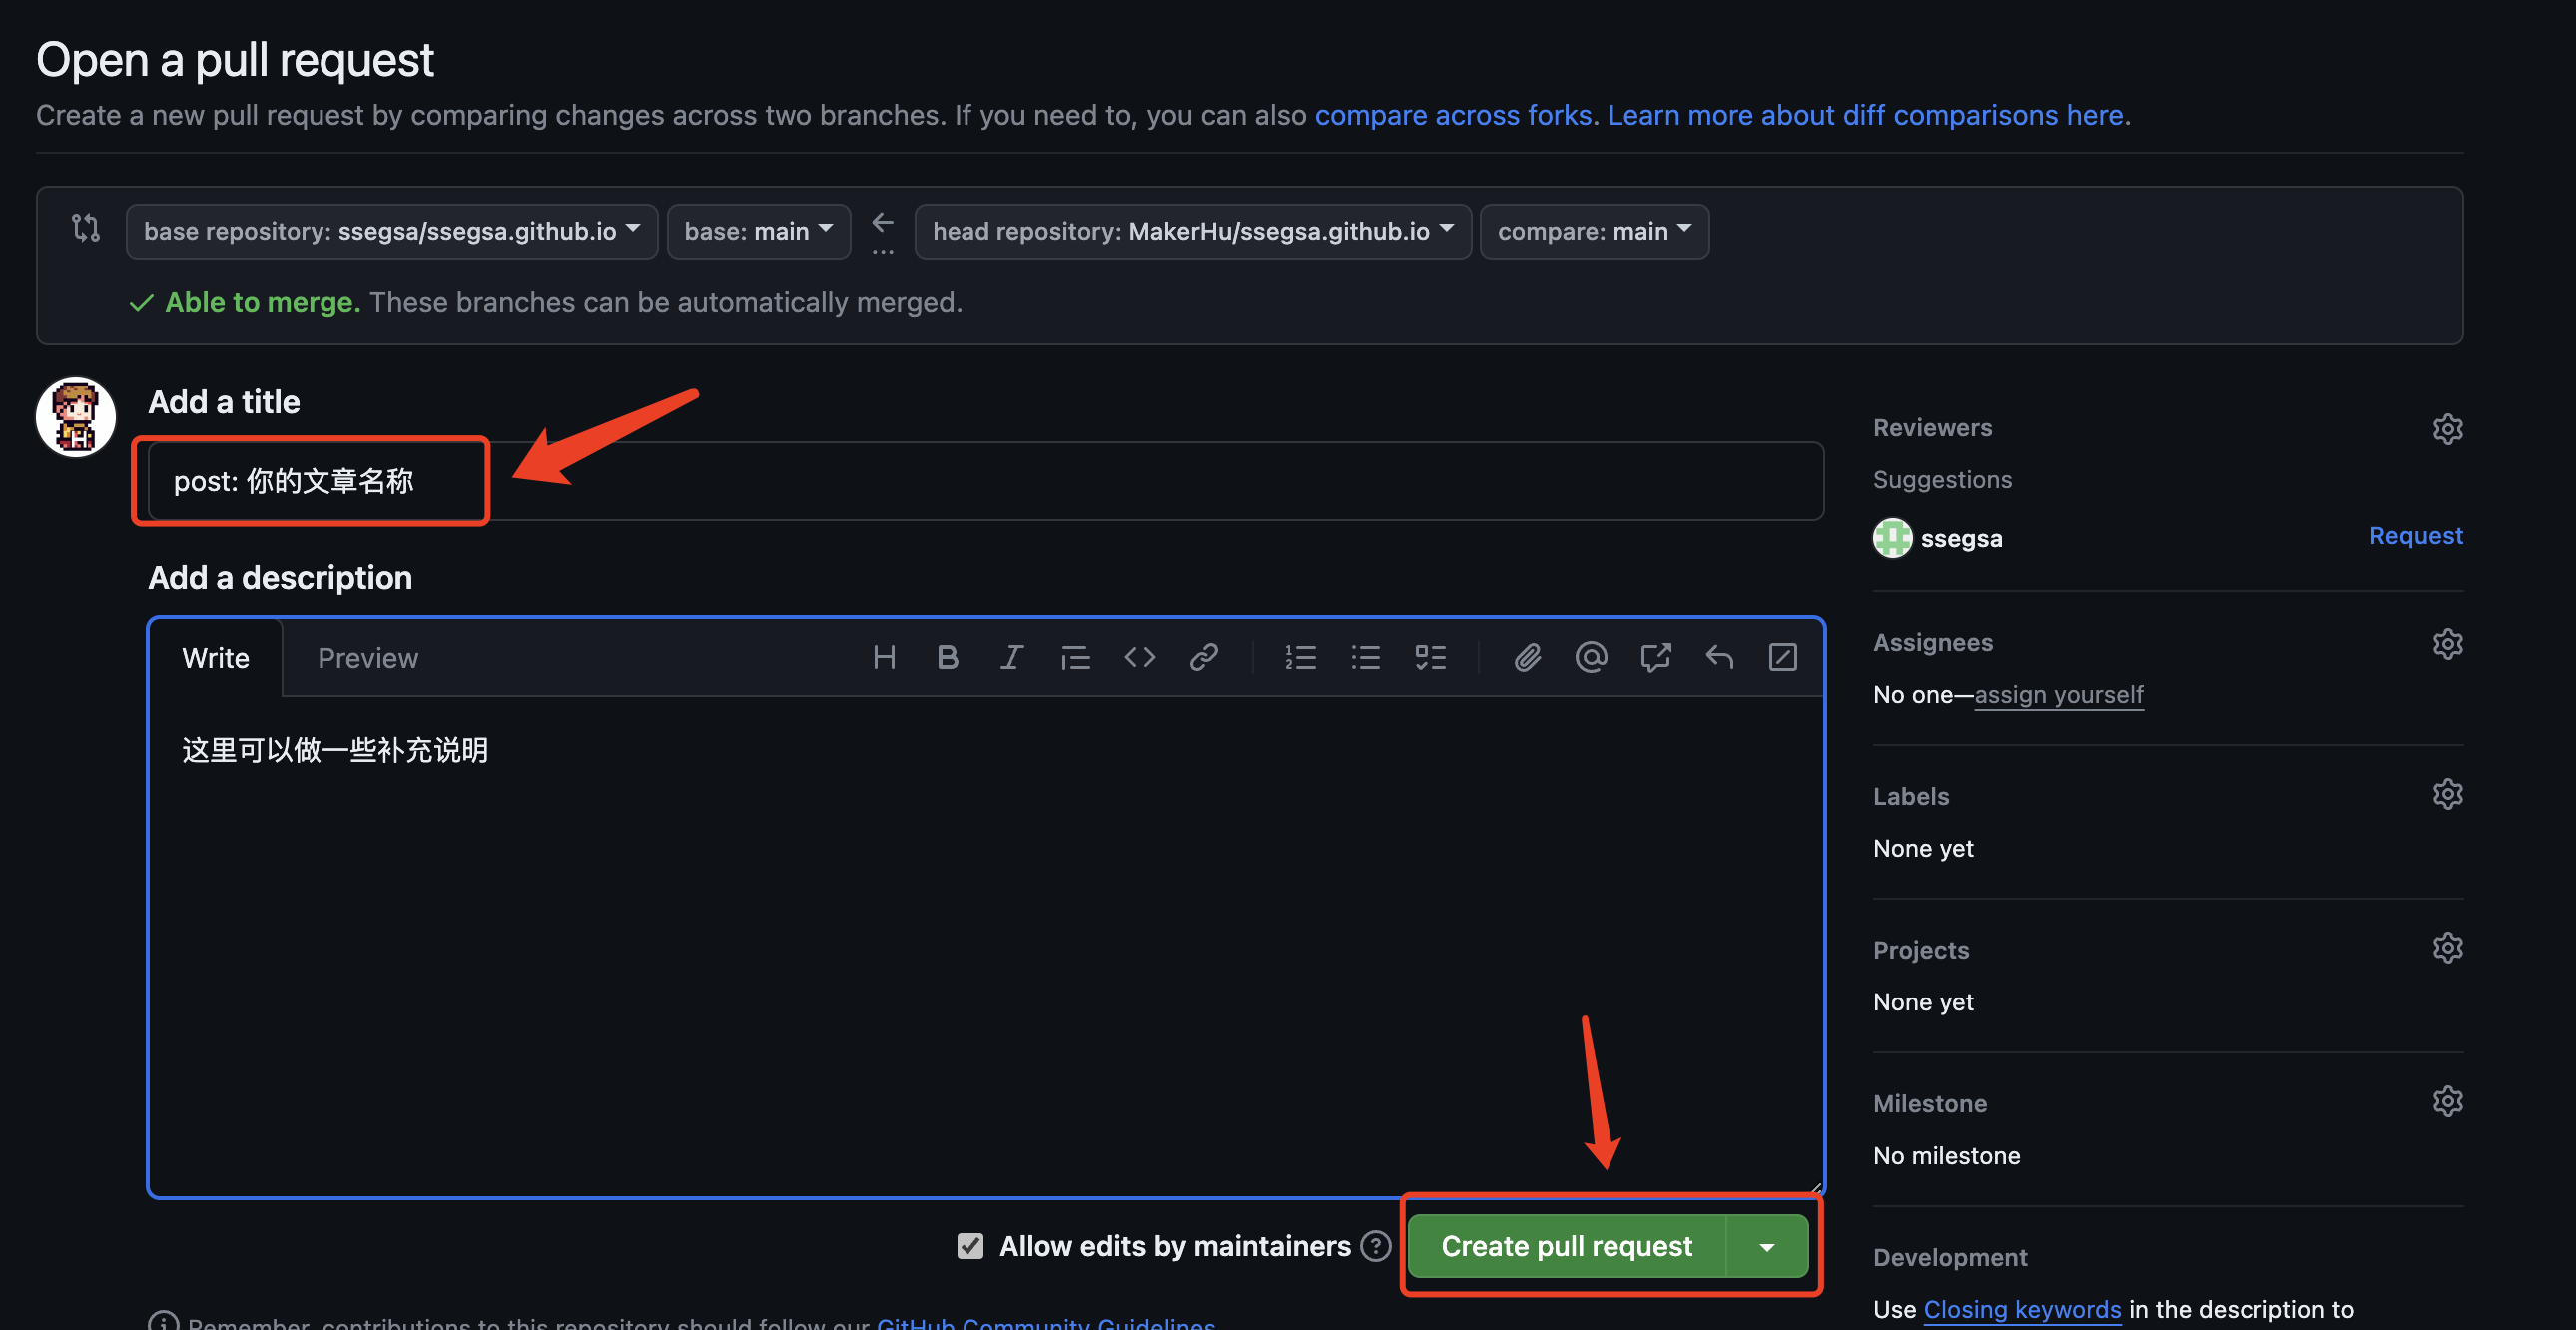 Open a pull request
Create a new pull request by comparing changes across two branches. If you need to, you can also compare across forks. Learn more about diff comparisons here.
base repository: ssegsa/ssegsa.github.io base: main ← ... head repository: MakerHu/ssegsa.github.io compare: main
Able to merge. These branches can be automatically merged.
Add a title
post: 你的文章名称
Add a description
Write Preview
这里可以做一些补充说明
Allow edits by maintainers
Create pull request
Remember, contributions to this repository should follow our GitHub Community Guidelines.
Reviewers
Suggestions
ssegsa Request
Assignees
No one—assign yourself
Labels
None yet
Projects
None yet
Milestone
No milestone
Development
Use Closing keywords in the description to